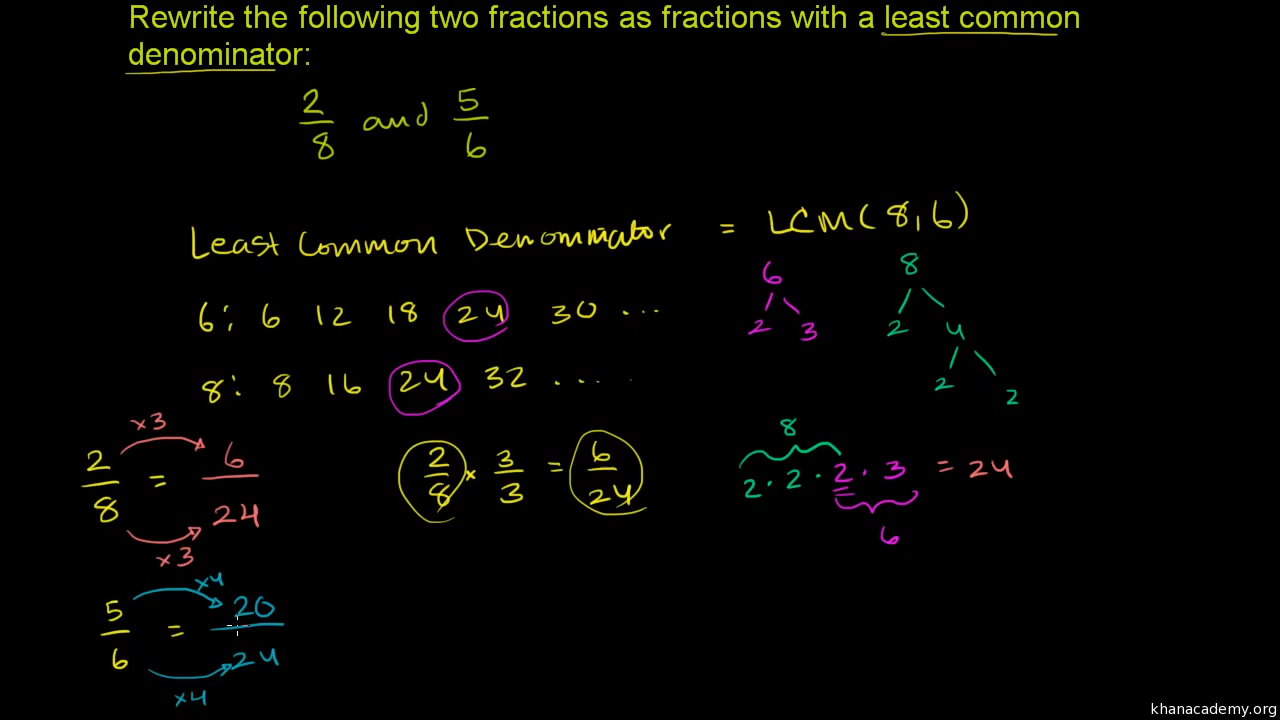 Rewrite the following two fractions as fractions with a least common
denominator:
2/8 and 5/6
Least Common Denominator = LCM(8,6)
6: 6 12 18 24 30 ...
8: 8 16 24 32 ....
6
2 3
8
2 4
2 2
×3
2/8 = 6/24
×3
2/8 × 3/3 = 6/24
8
2·2·2·3 = 24
6
×4
5/6 = 20/24
×4
khanacademy.org